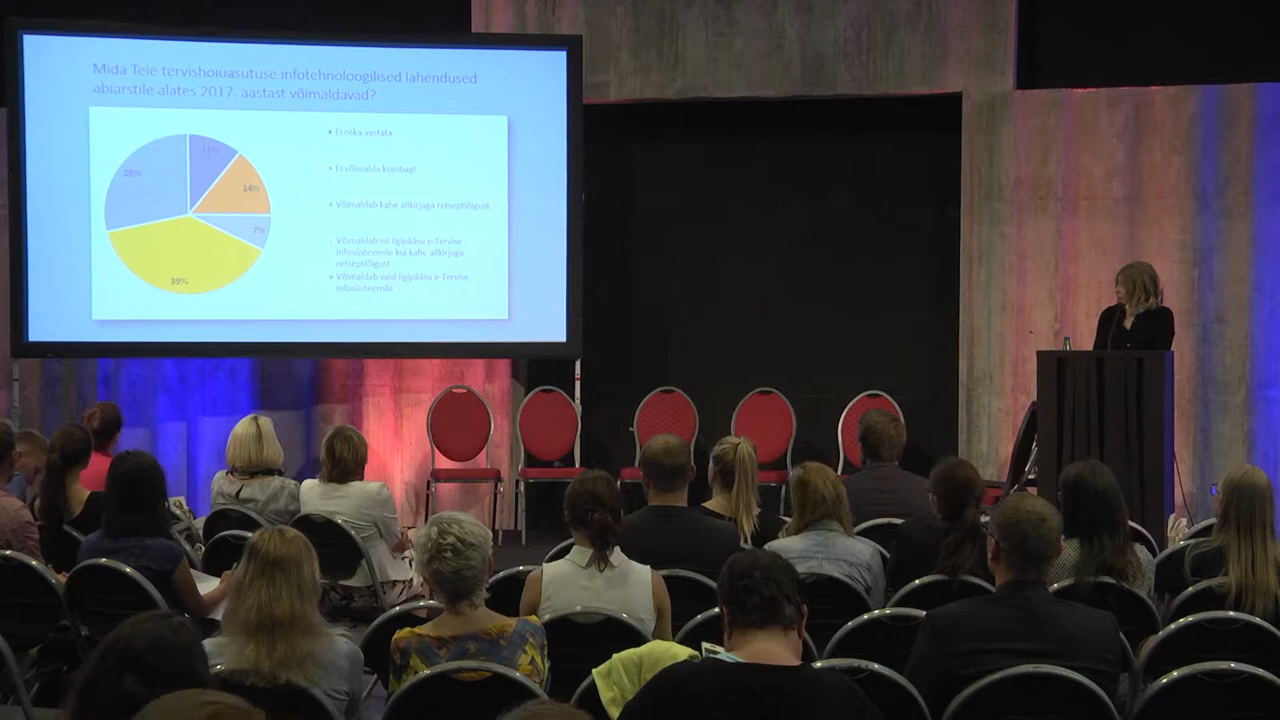 Mida Teie tervishoiuasutuse infotehnoloogilised lahendused
abiarstile alates 2017. aastast võimaldavad?
11%
28%
14%
7%
39%
Ei oska vastata
Ei võimalda kumbagi
Võimaldab kahe allkirjaga retseptiõigust
Võimaldab nii ligipääsu e-Tervise
infosüsteemile kui kahe allkirjaga
retseptiõigust
Võimaldab vaid ligipääsu e-Tervise
infosüsteemile